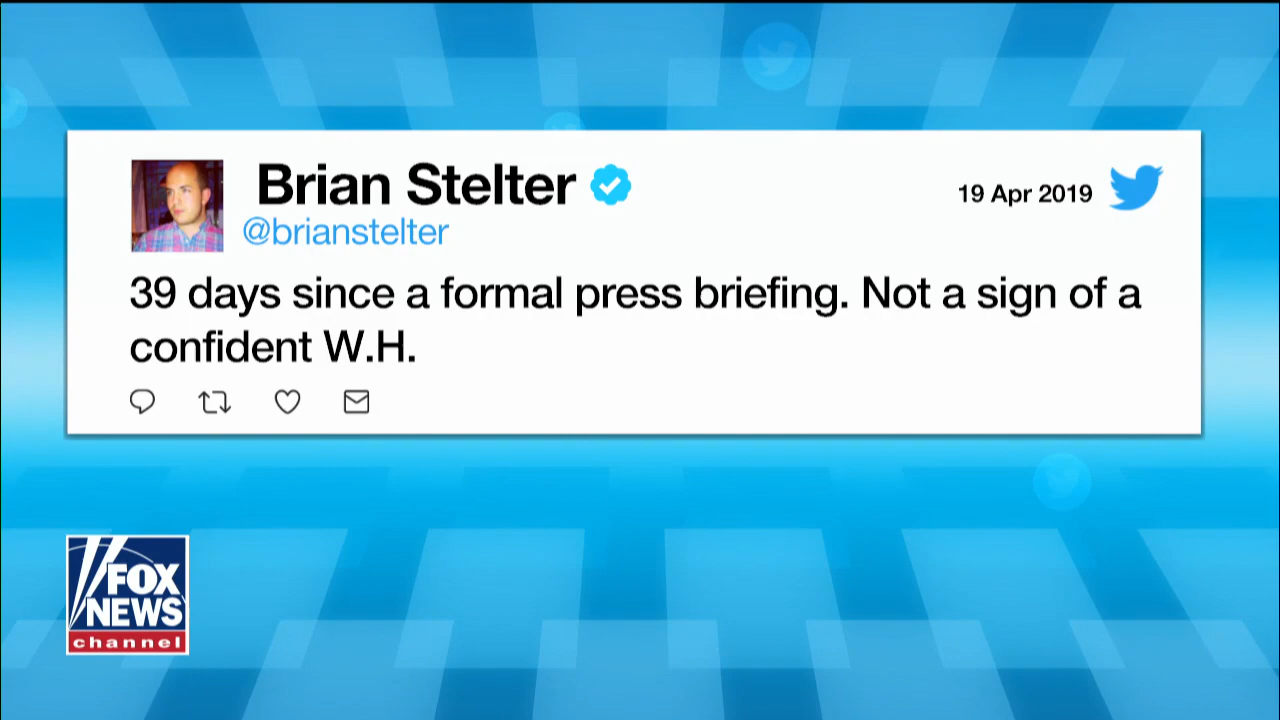 Brian Stelter
19 Apr 2019
@brianstelter
39 days since a formal press briefing. Not a sign of a
confident W.H.
FOX
NEWS
channel